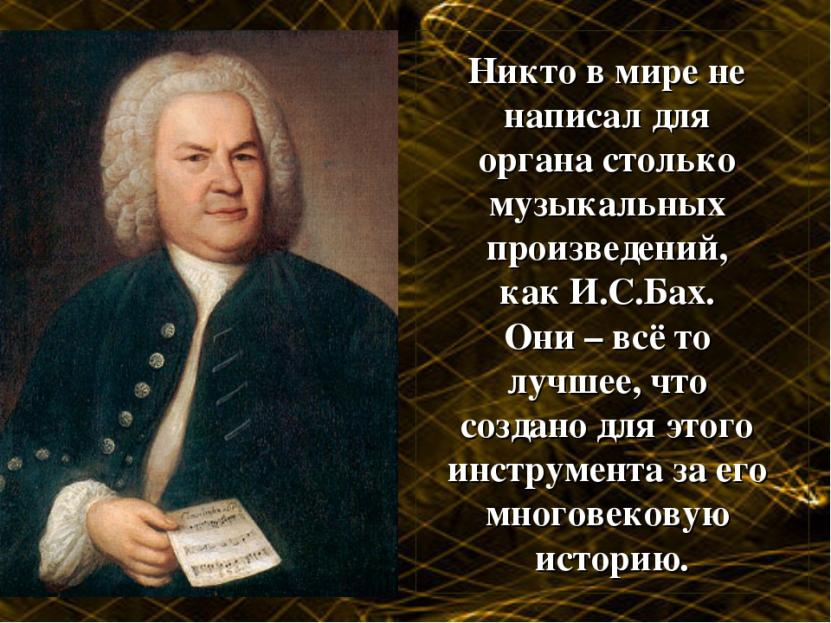 Никто в мире не
написал для
органа столько
музыкальных
произведений,
как И.С.Бах.
Они – всё то
лучшее, что
создано для этого
инструмента за его
многовековую
историю.